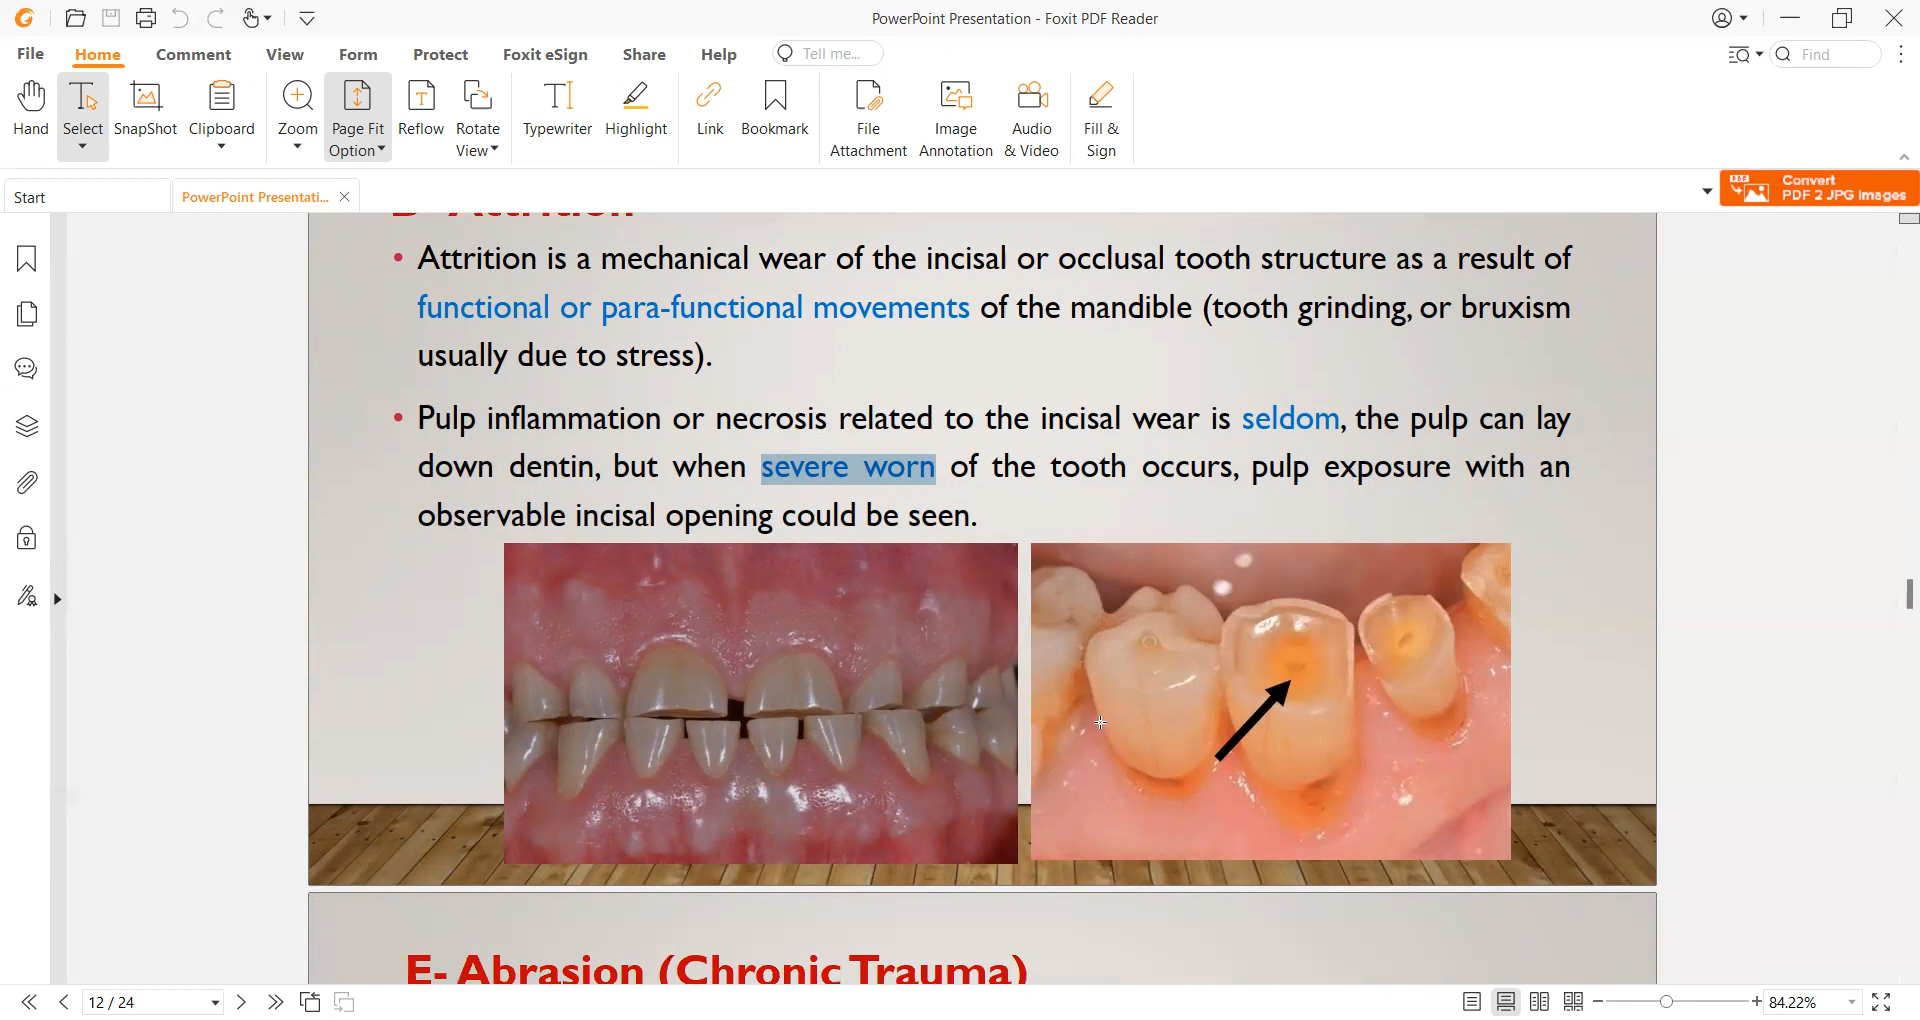 PowerPoint Presentation - Foxit PDF Reader
File Home Comment View Form Protect Foxit eSign Share Help Tell me... Find
Hand Select SnapShot Clipboard Zoom Page Fit Option Reflow Rotate View Typewriter Highlight Link Bookmark File Attachment Image Annotation Audio & Video Fill & Sign
Start PowerPoint Presentati...
PDF Convert
PDF 2 JPG Images
Attrition
• Attrition is a mechanical wear of the incisal or occlusal tooth structure as a result of
functional or para-functional movements of the mandible (tooth grinding, or bruxism
usually due to stress).
• Pulp inflammation or necrosis related to the incisal wear is seldom, the pulp can lay
down dentin, but when severe worn of the tooth occurs, pulp exposure with an
observable incisal opening could be seen.
E- Abrasion (Chronic Trauma)
12 / 24 84.22%